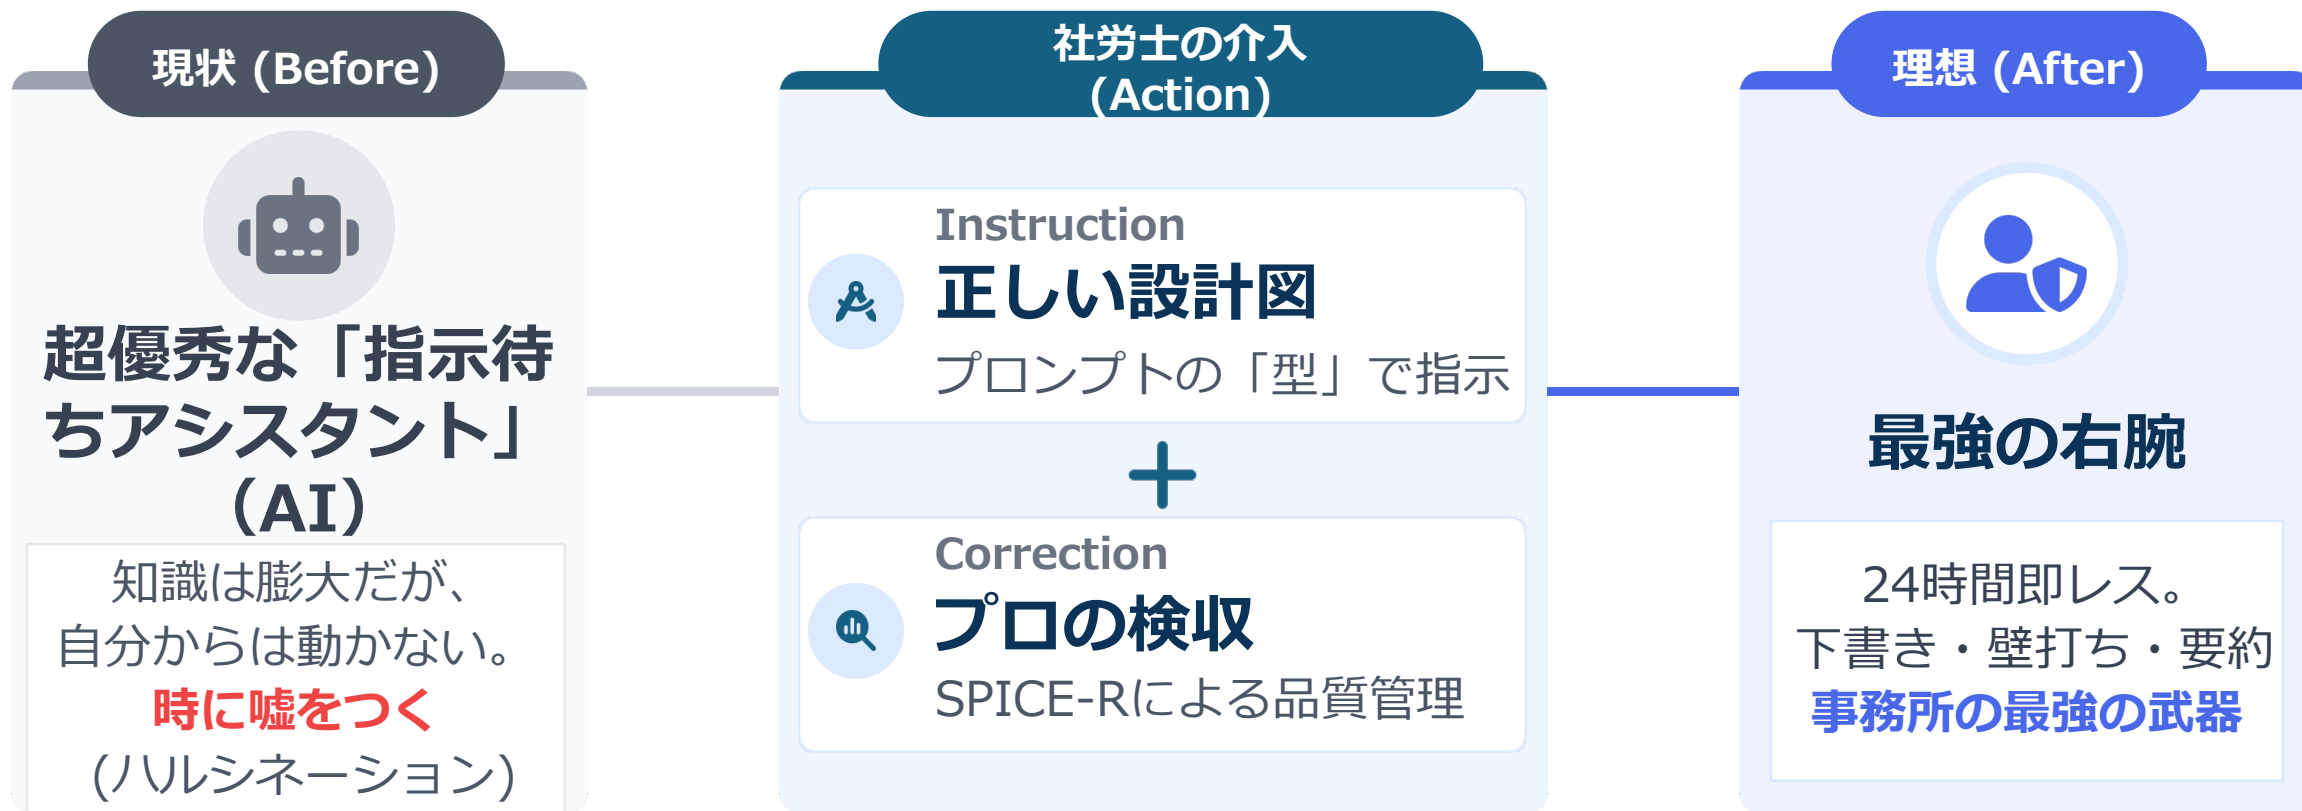 現状 (Before)
超優秀な「指示待
ちアシスタント」
（AI）
知識は膨大だが、
自分からは動かない。
時に嘘をつく
(ハルシネーション)
社労士の介入
(Action)
Instruction
正しい設計図
プロンプトの「型」で指示
Correction
プロの検収
SPICE-Rによる品質管理
理想 (After)
最強の右腕
24時間即レス。
下書き・壁打ち・要約
事務所の最強の武器